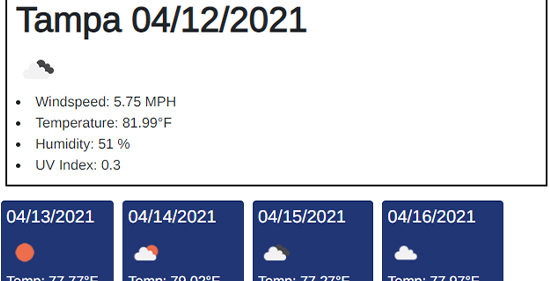 Tampa 04/12/2021
Windspeed: 5.75 MPH
Temperature: 81.99°F
Humidity: 51 %
UV Index: 0.3
04/13/2021 04/14/2021 04/15/2021 04/16/2021
Temp: 77.77°F Temp: 79.02°F Temp: 77.27°F Temp: 77.97°F